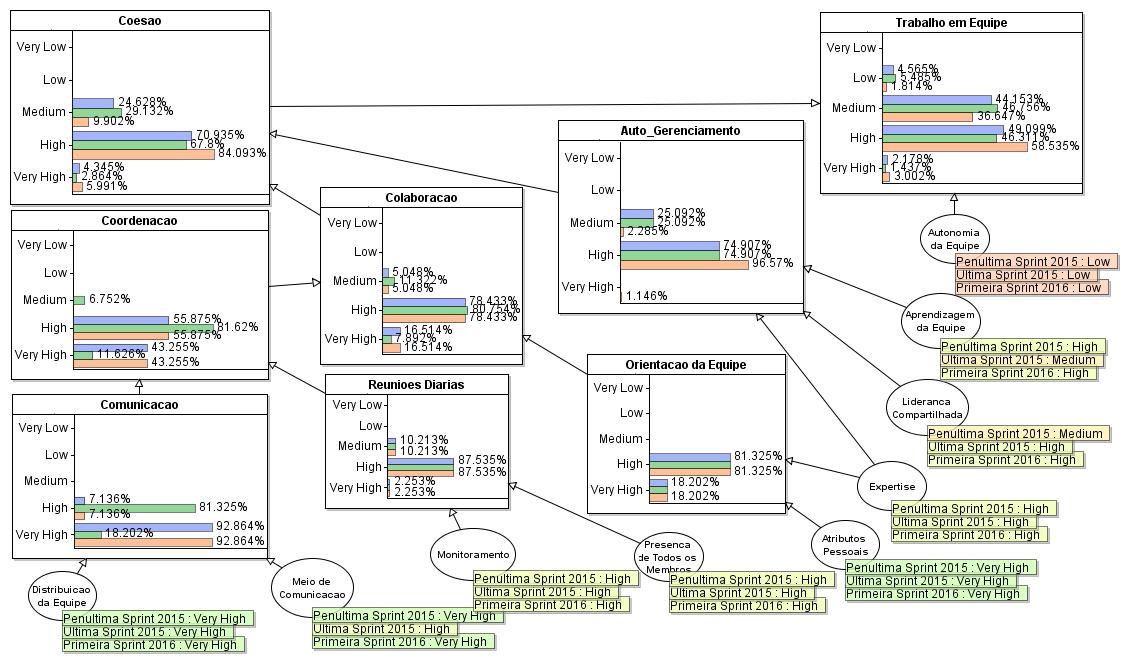 Coesao
Very Low
Low
Medium
24.628%
29.132%
9.902%
High
70.935%
67.8%
84.093%
Very High
4.345%
2.864%
5.991%
Trabalho em Equipe
Very Low
Low
4.565%
5.485%
1.814%
Medium
44.153%
46.756%
36.647%
High
49.099%
46.311%
58.535%
Very High
2.178%
1.437%
3.002%
Auto_Gerenciamento
Very Low
Low
Medium
25.092%
25.092%
2.285%
High
74.907%
74.907%
96.57%
Very High
1.146%
Colaboracao
Very Low
Low
Medium
5.048%
11.322%
5.048%
High
78.433%
80.754%
78.433%
Very High
16.514%
7.892%
16.514%
Coordenacao
Very Low
Low
Medium
6.752%
High
55.875%
81.62%
55.875%
Very High
43.255%
11.626%
43.255%
Autonomia
da Equipe
Penultima Sprint 2015 : Low
Ultima Sprint 2015 : Low
Primeira Sprint 2016 : Low
Aprendizagem
da Equipe
Penultima Sprint 2015 : High
Ultima Sprint 2015 : Medium
Primeira Sprint 2016 : High
Orientacao da Equipe
Very Low
Low
Medium
High
81.325%
81.325%
Very High
18.202%
18.202%
Reunioes Diarias
Very Low
Low
Medium
10.213%
10.213%
High
87.535%
87.535%
Very High
2.253%
2.253%
Comunicacao
Very Low
Low
Medium
High
7.136%
81.325%
7.136%
Very High
92.864%
18.202%
92.864%
Lideranca
Compartilhada
Penultima Sprint 2015 : Medium
Ultima Sprint 2015 : High
Primeira Sprint 2016 : High
Expertise
Penultima Sprint 2015 : High
Ultima Sprint 2015 : High
Primeira Sprint 2016 : High
Atributos
Pessoais
Penultima Sprint 2015 : Very High
Ultima Sprint 2015 : Very High
Primeira Sprint 2016 : Very High
Monitoramento
Penultima Sprint 2015 : High
Ultima Sprint 2015 : High
Primeira Sprint 2016 : High
Presenca
de Todos os
Membros
Penultima Sprint 2015 : High
Ultima Sprint 2015 : High
Primeira Sprint 2016 : High
Distribuicao
da Equipe
Penultima Sprint 2015 : Very High
Ultima Sprint 2015 : Very High
Primeira Sprint 2016 : Very High
Meio de
Comunicacao
Penultima Sprint 2015 : Very High
Ultima Sprint 2015 : High
Primeira Sprint 2016 : Very High